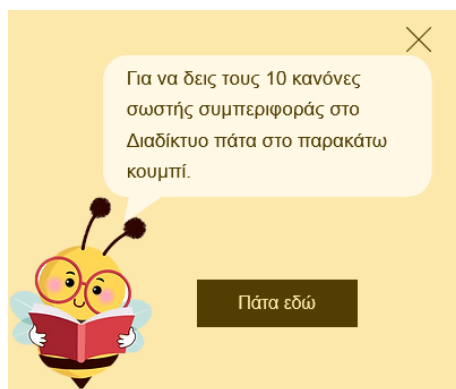 Για να δεις τους 10 κανόνες
σωστής συμπεριφοράς στο
Διαδίκτυο πάτα στο παρακάτω
κουμπί.
Πάτα εδώ